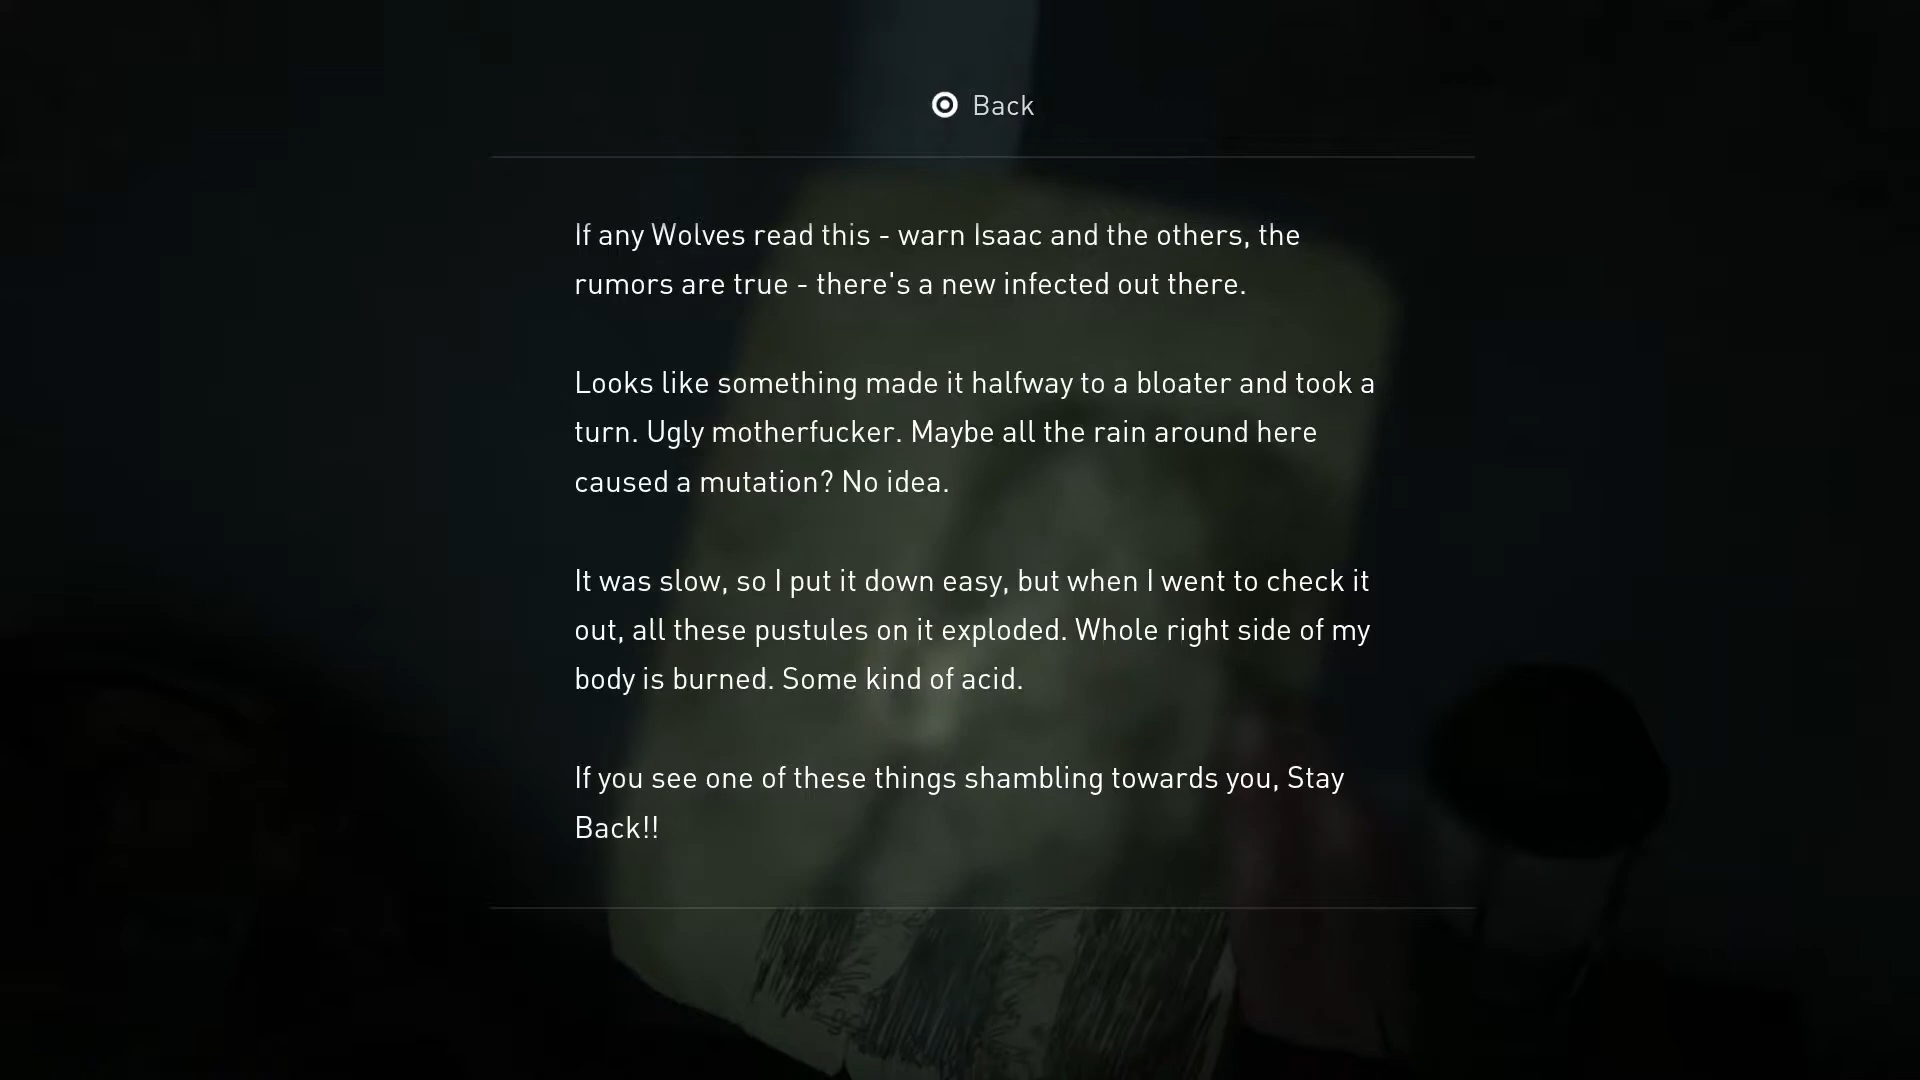 Back
If any Wolves read this - warn Isaac and the others, the
rumors are true - there's a new infected out there.
Looks like something made it halfway to a bloater and took a
turn. Ugly motherfucker. Maybe all the rain around here
caused a mutation? No idea.
It was slow, so I put it down easy, but when I went to check it
out, all these pustules on it exploded. Whole right side of my
body is burned. Some kind of acid.
If you see one of these things shambling towards you, Stay
Back!!